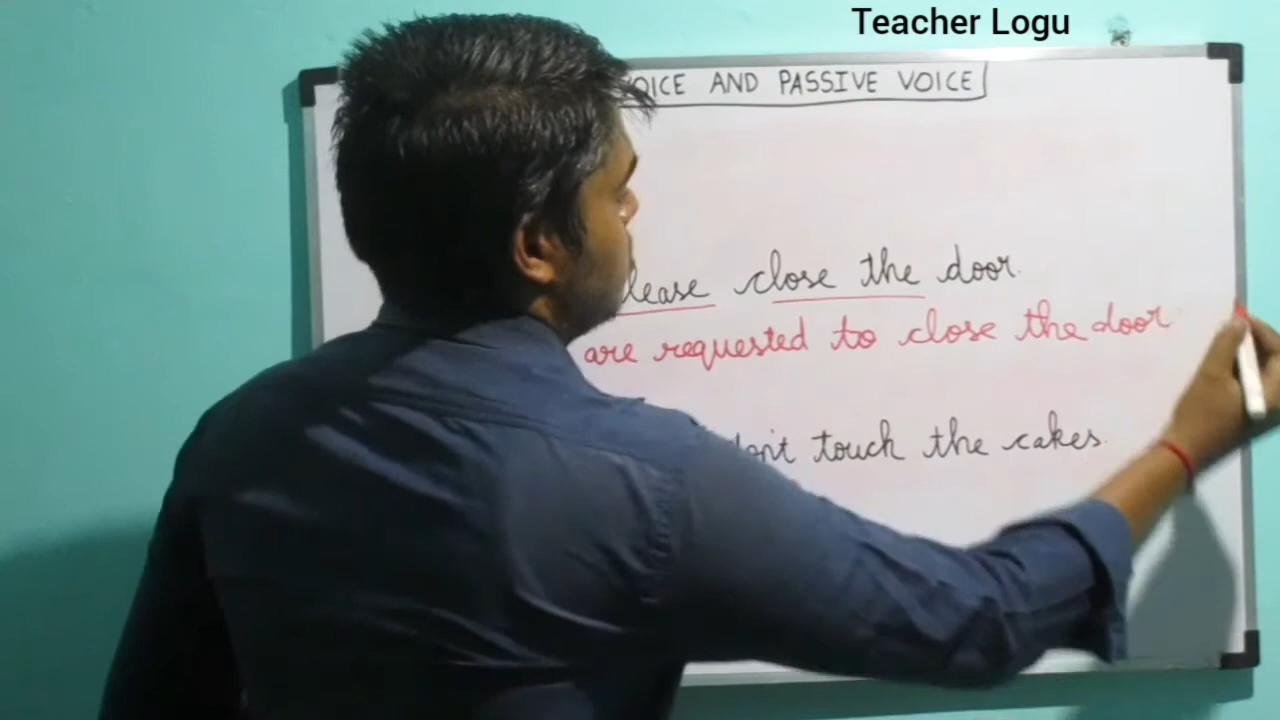 Teacher Logu
VOICE AND PASSIVE VOICE
lease close the door.
are requested to close the door
don't touch the cakes.